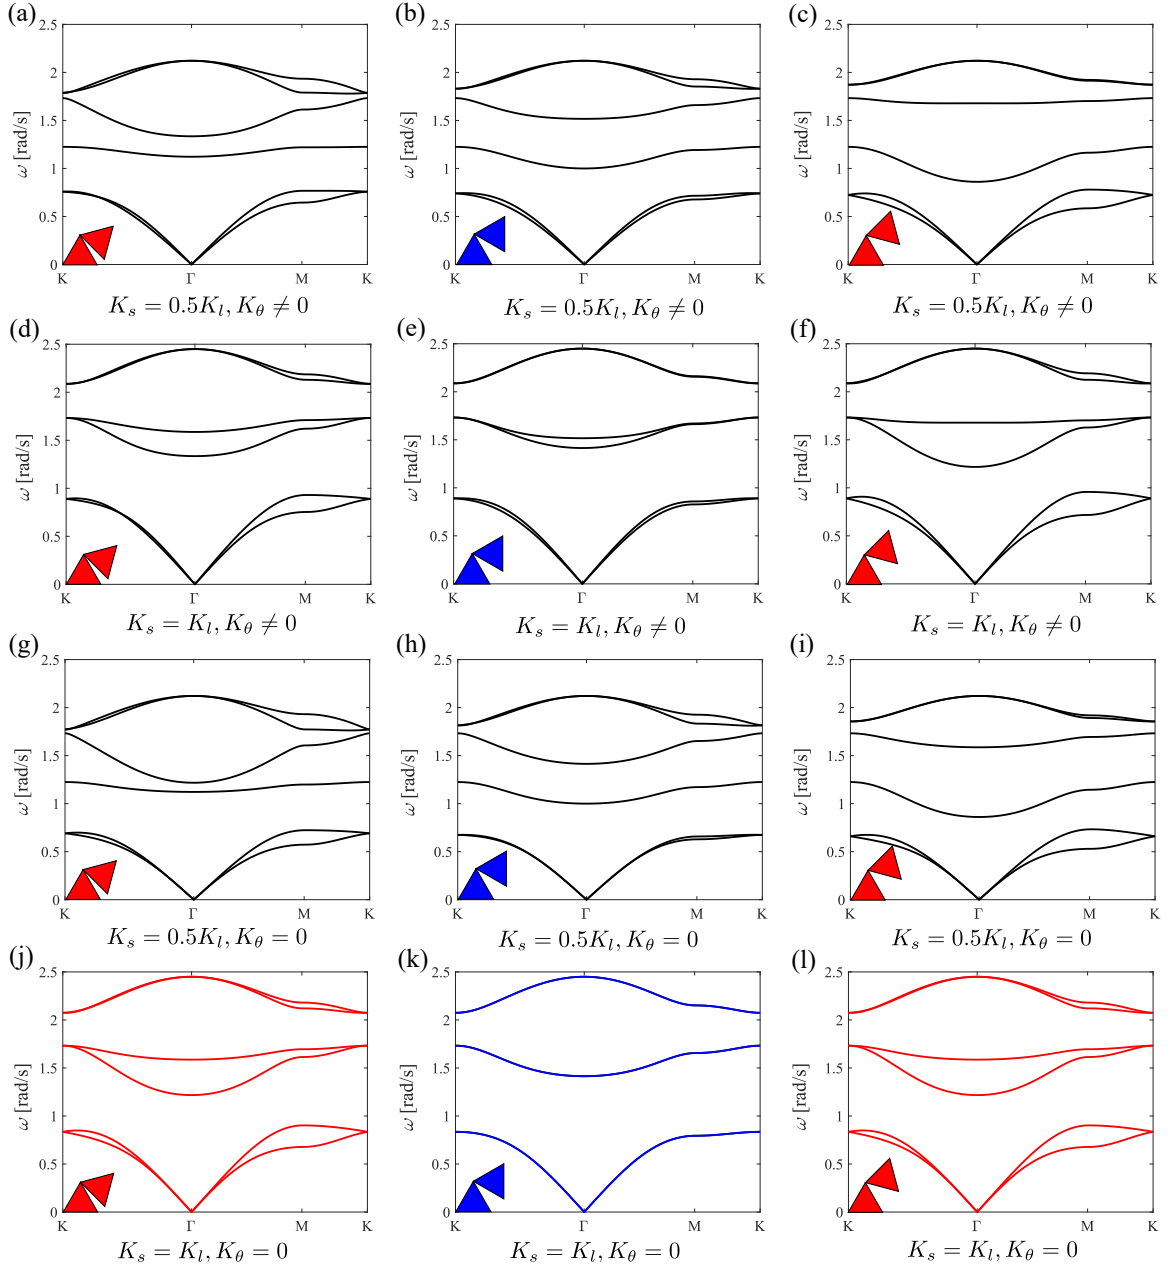 (a) (b) (c)
2.5 2.5 2.5
2 2 2
1.5 1.5 1.5
ω [rad/s] ω [rad/s] ω [rad/s]
1 1 1
0.5 0.5 0.5
0 0 0
K Γ M K K Γ M K K Γ M K
K_s = 0.5K_l, K_θ ≠ 0 K_s = 0.5K_l, K_θ ≠ 0 K_s = 0.5K_l, K_θ ≠ 0
(d) (e) (f)
2.5 2.5 2.5
2 2 2
1.5 1.5 1.5
ω [rad/s] ω [rad/s] ω [rad/s]
1 1 1
0.5 0.5 0.5
0 0 0
K Γ M K K Γ M K K Γ M K
K_s = K_l, K_θ ≠ 0 K_s = K_l, K_θ ≠ 0 K_s = K_l, K_θ ≠ 0
(g) (h) (i)
2.5 2.5 2.5
2 2 2
1.5 1.5 1.5
ω [rad/s] ω [rad/s] ω [rad/s]
1 1 1
0.5 0.5 0.5
0 0 0
K Γ M K K Γ M K K Γ M K
K_s = 0.5K_l, K_θ = 0 K_s = 0.5K_l, K_θ = 0 K_s = 0.5K_l, K_θ = 0
(j) (k) (l)
2.5 2.5 2.5
2 2 2
1.5 1.5 1.5
ω [rad/s] ω [rad/s] ω [rad/s]
1 1 1
0.5 0.5 0.5
0 0 0
K Γ M K K Γ M K K Γ M K
K_s = K_l, K_θ = 0 K_s = K_l, K_θ = 0 K_s = K_l, K_θ = 0